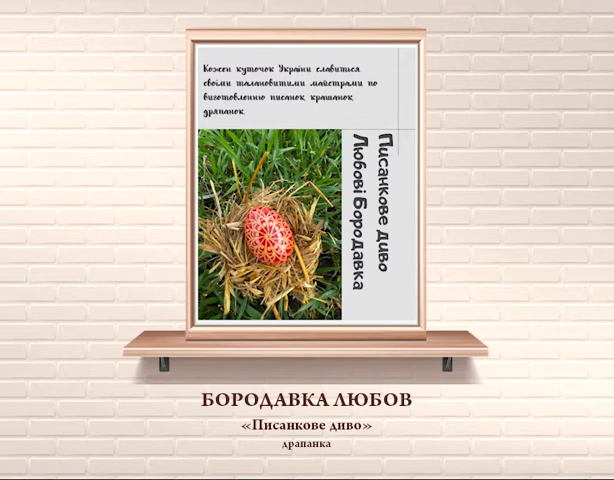 Кожен куточок України славиться
своїми талановитими майстрами по
виготовленню писанок, крашанок,
дряпанок.
Писанкове диво
Любові Бородавка
БОРОДАВКА ЛЮБОВ
«Писанкове диво»
драпанка